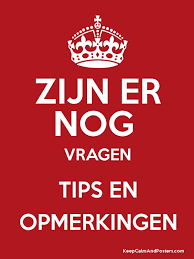 ZIJN ER
NOG
VRAGEN
TIPS EN
OPMERKINGEN
KeepCalmAndPosters.com